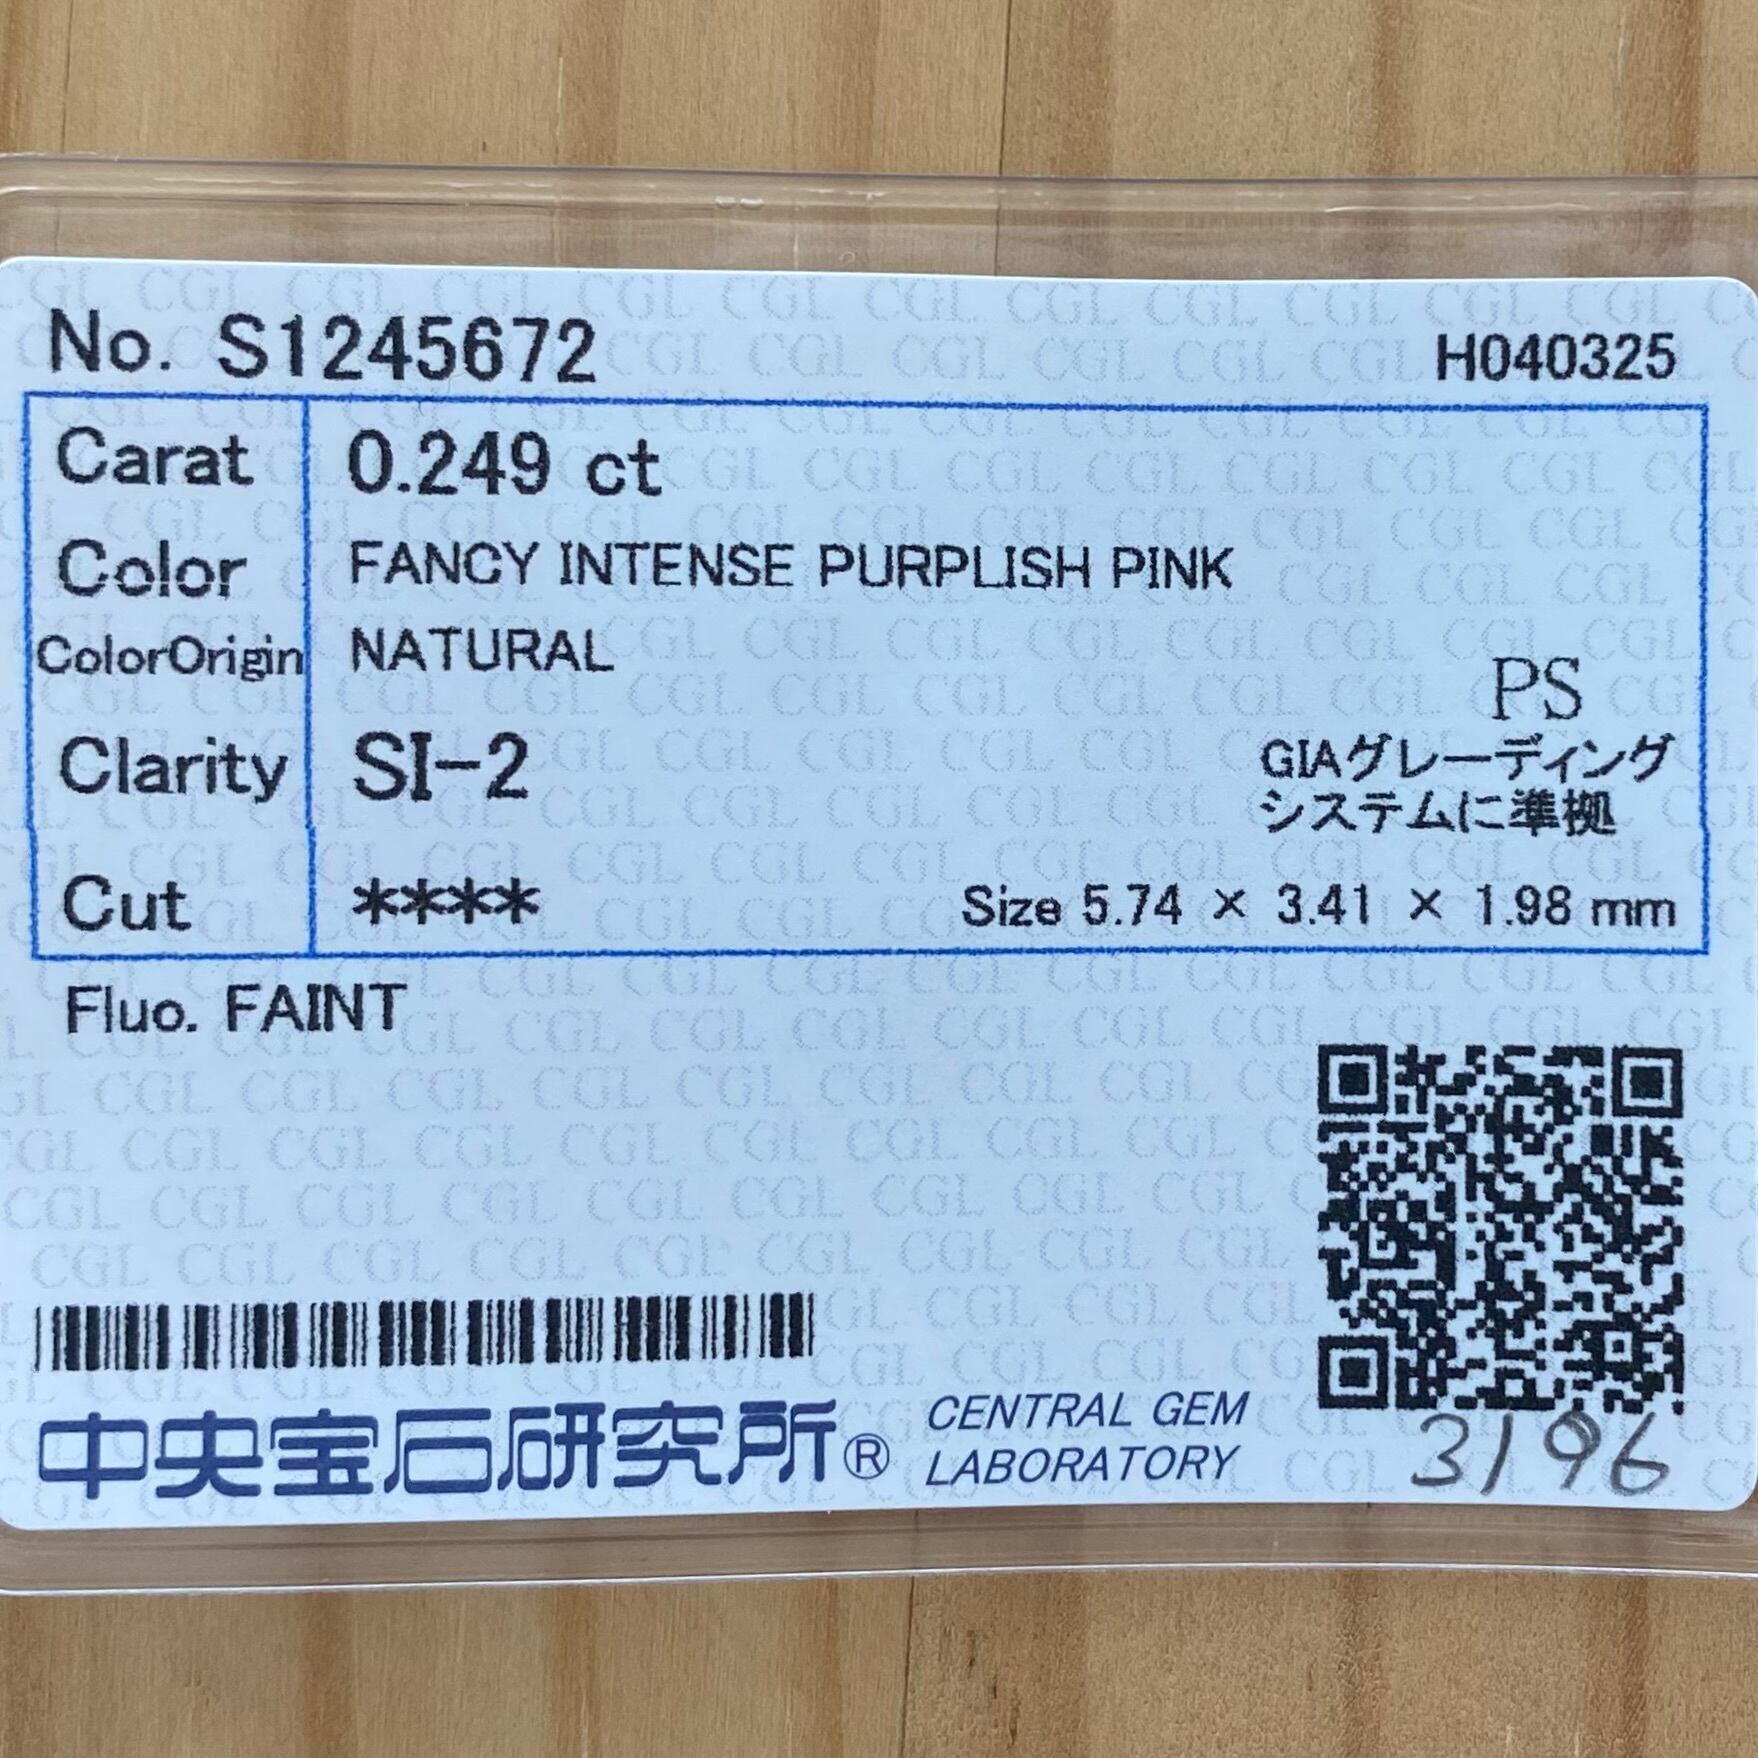 No. S1245672 H040325
Carat 0.249 ct
Color FANCY INTENSE PURPLISH PINK
ColorOrigin NATURAL
PS
Clarity SI-2
GIAグレーディング
システムに準拠
Cut **** Size 5.74 × 3.41 × 1.98 mm
Fluo. FAINT
中央宝石研究所® CENTRAL GEM
LABORATORY
3196